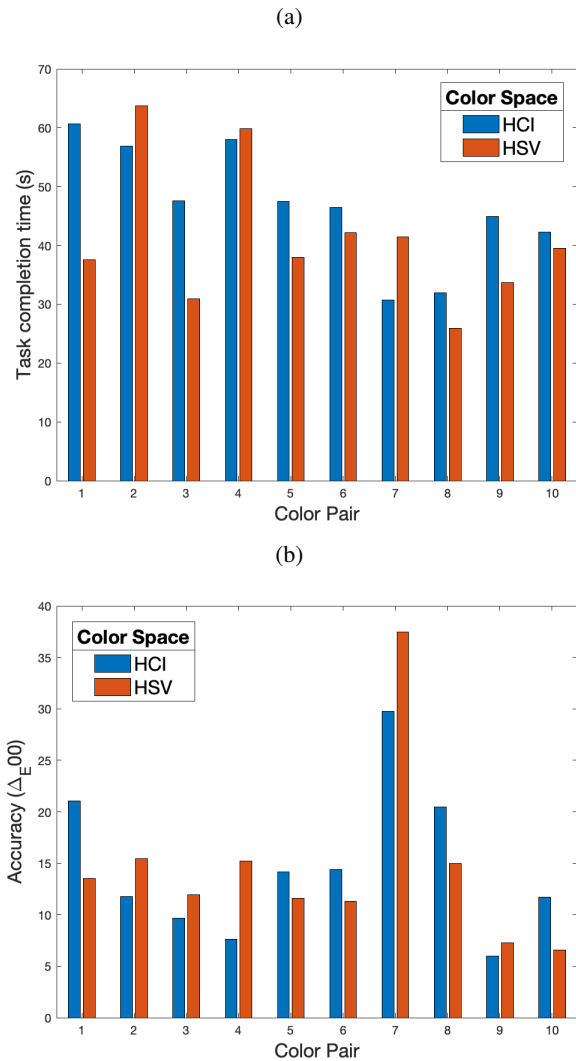 (a)
70
60
50
40
30
20
10
0
Task completion time (s)
Color Space
HCI
HSV
1 2 3 4 5 6 7 8 9 10
Color Pair
(b)
40
35
30
25
20
15
10
5
0
Accuracy (Δ_E00)
Color Space
HCI
HSV
1 2 3 4 5 6 7 8 9 10
Color Pair